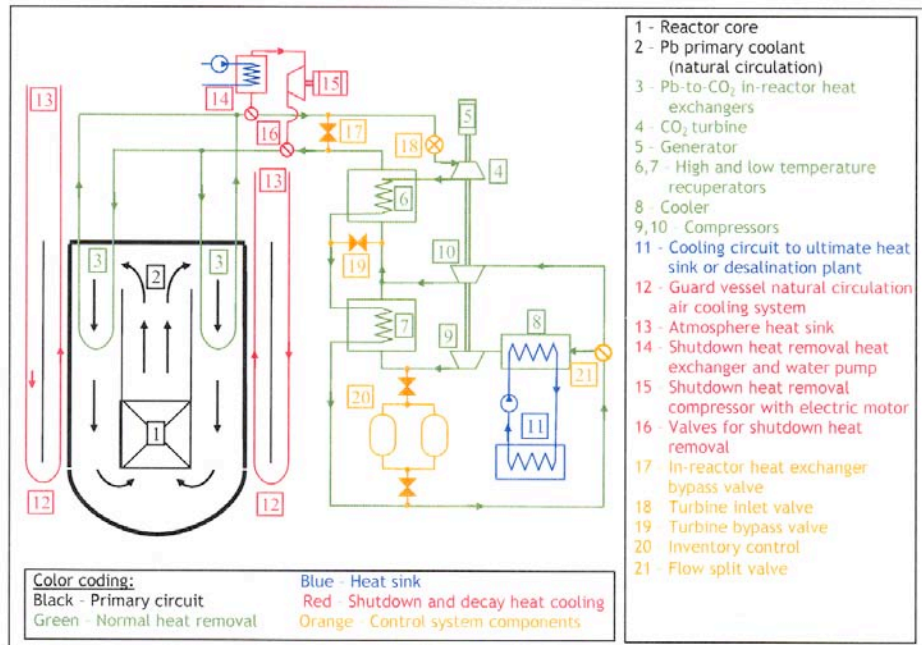 13
14
15
16
17
18
5
4
13
6
3
2
3
10
19
7
9
8
21
20
1
11
12
12
Color coding:
Black - Primary circuit
Green - Normal heat removal
Blue - Heat sink
Red - Shutdown and decay heat cooling
Orange - Control system components
1 - Reactor core
2 - Pb primary coolant
(natural circulation)
3 - Pb-to-CO₂ in-reactor heat
exchangers
4 - CO₂ turbine
5 - Generator
6,7 - High and low temperature
recuperators
8 - Cooler
9,10 - Compressors
11 - Cooling circuit to ultimate heat
sink or desalination plant
12 - Guard vessel natural circulation
air cooling system
13 - Atmosphere heat sink
14 - Shutdown heat removal heat
exchanger and water pump
15 - Shutdown heat removal
compressor with electric motor
16 - Valves for shutdown heat
removal
17 - In-reactor heat exchanger
bypass valve
18 - Turbine inlet valve
19 - Turbine bypass valve
20 - Inventory control
21 - Flow split valve